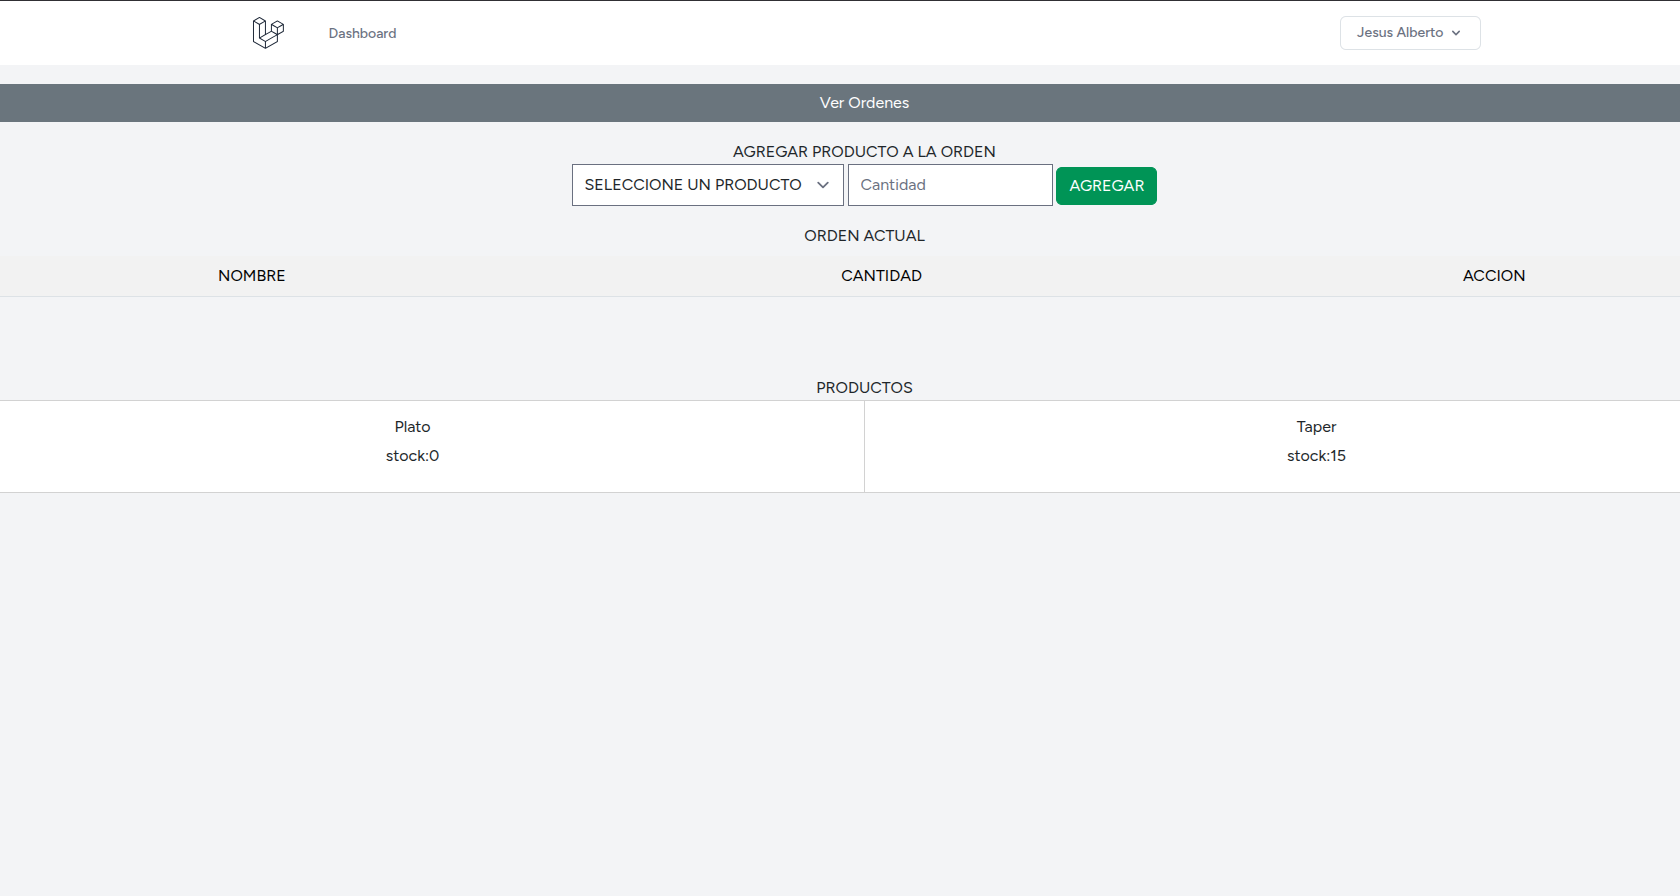 Dashboard
Jesus Alberto
Ver Ordenes
AGREGAR PRODUCTO A LA ORDEN
SELECCIONE UN PRODUCTO Cantidad AGREGAR
ORDEN ACTUAL
NOMBRE CANTIDAD ACCION
PRODUCTOS
Plato
stock:0
Taper
stock:15